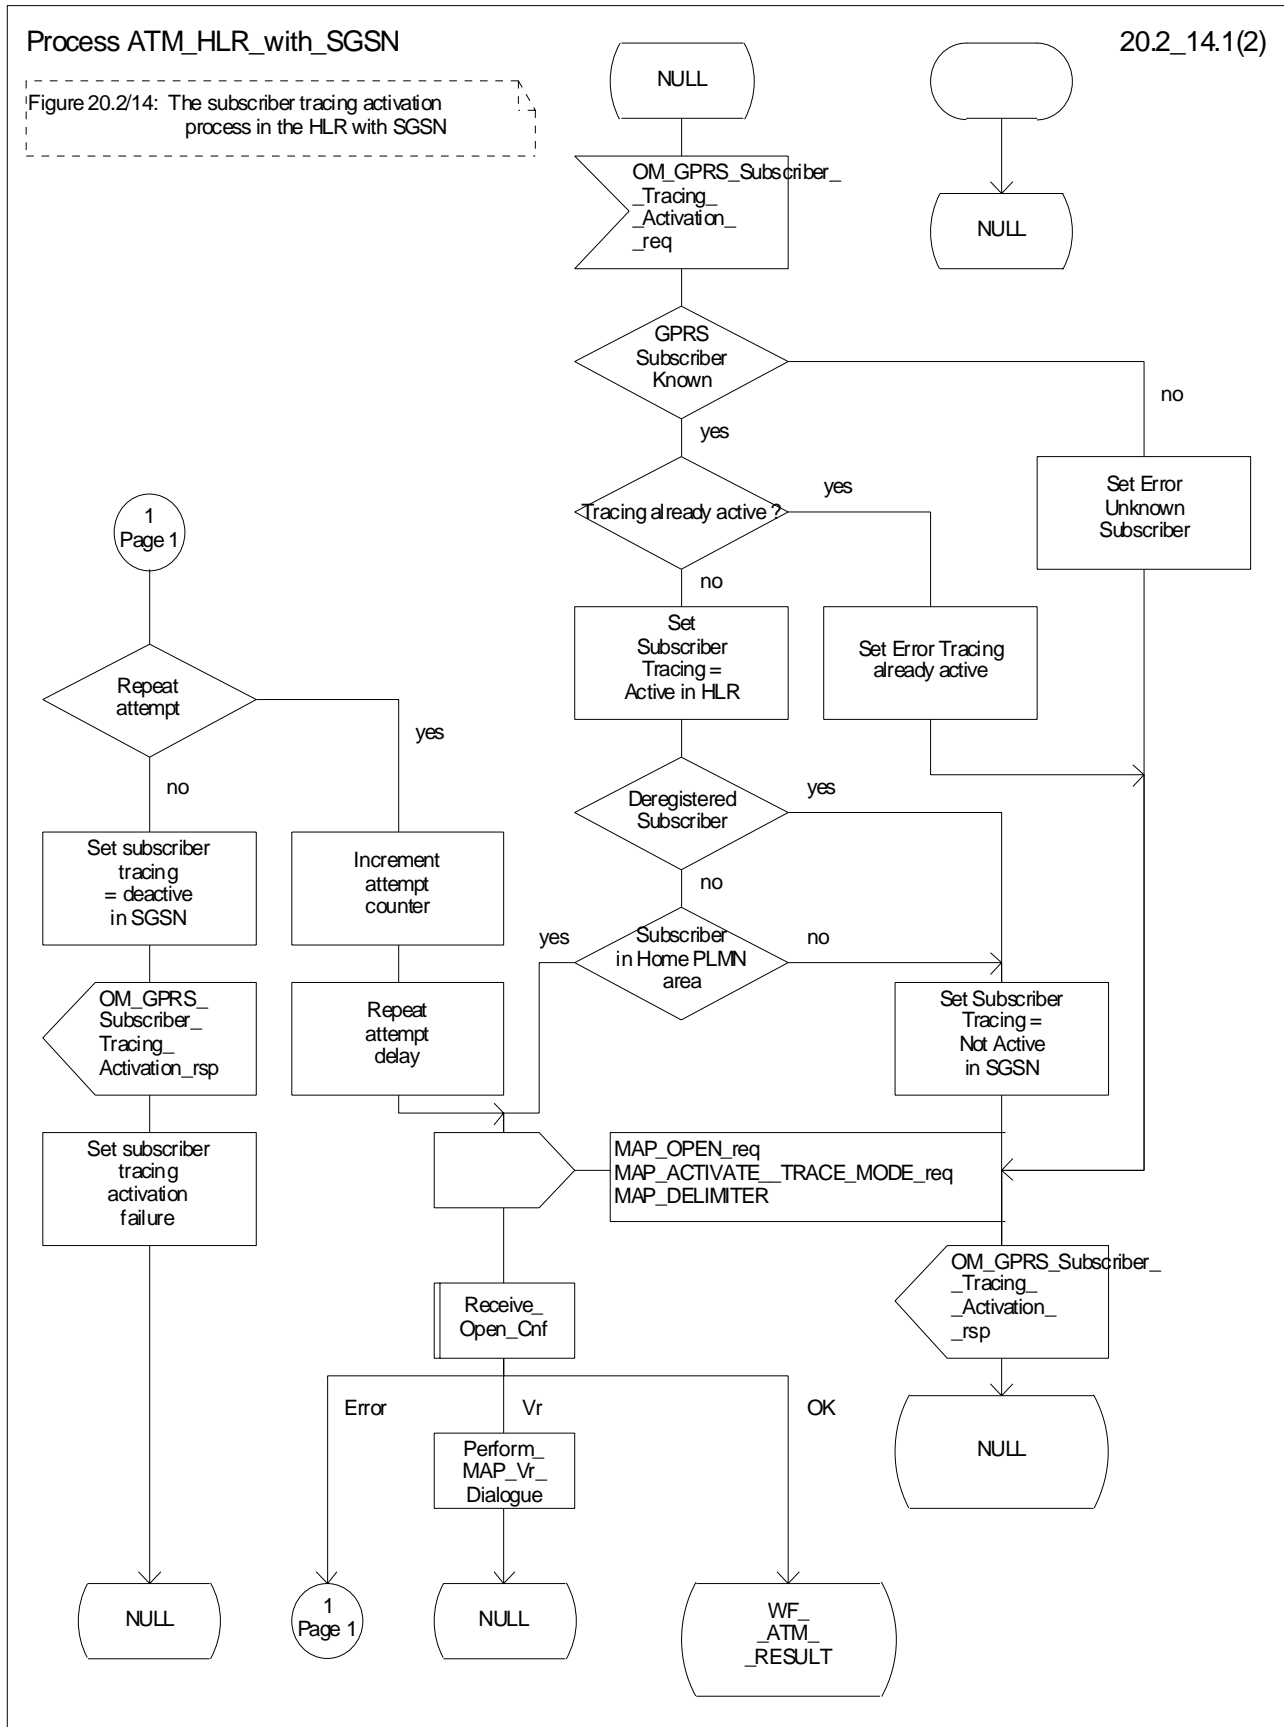 Process ATM_HLR_with_SGSN
20.2_14.1(2)
Figure 20.2/14: The subscriber tracing activation
process in the HLR with SGSN
NULL
OM_GPRS_Subscriber_
_Tracing_
_Activation_
_req
NULL
GPRS
Subscriber
Known
no
yes
Set Error
Unknown
Subscriber
Tracing already active ?
yes
no
1
Page 1
Set
Subscriber
Tracing =
Active in HLR
Set Error Tracing
already active
Repeat
attempt
yes
no
Deregistered
Subscriber
yes
no
Set subscriber
tracing
= deactive
in SGSN
Increment
attempt
counter
yes
Subscriber
in Home PLMN
area
no
OM_GPRS_
Subscriber_
Tracing_
Activation_rsp
Repeat
attempt
delay
Set Subscriber
Tracing =
Not Active
in SGSN
Set subscriber
tracing
activation
failure
MAP_OPEN_req
MAP_ACTIVATE__TRACE_MODE_req
MAP_DELIMITER
OM_GPRS_Subscriber_
_Tracing_
_Activation_
_rsp
Receive_
Open_Cnf
Error
Vr
OK
NULL
Perform_
MAP_Vr_
Dialogue
NULL
1
Page 1
NULL
WF_
_ATM_
_RESULT